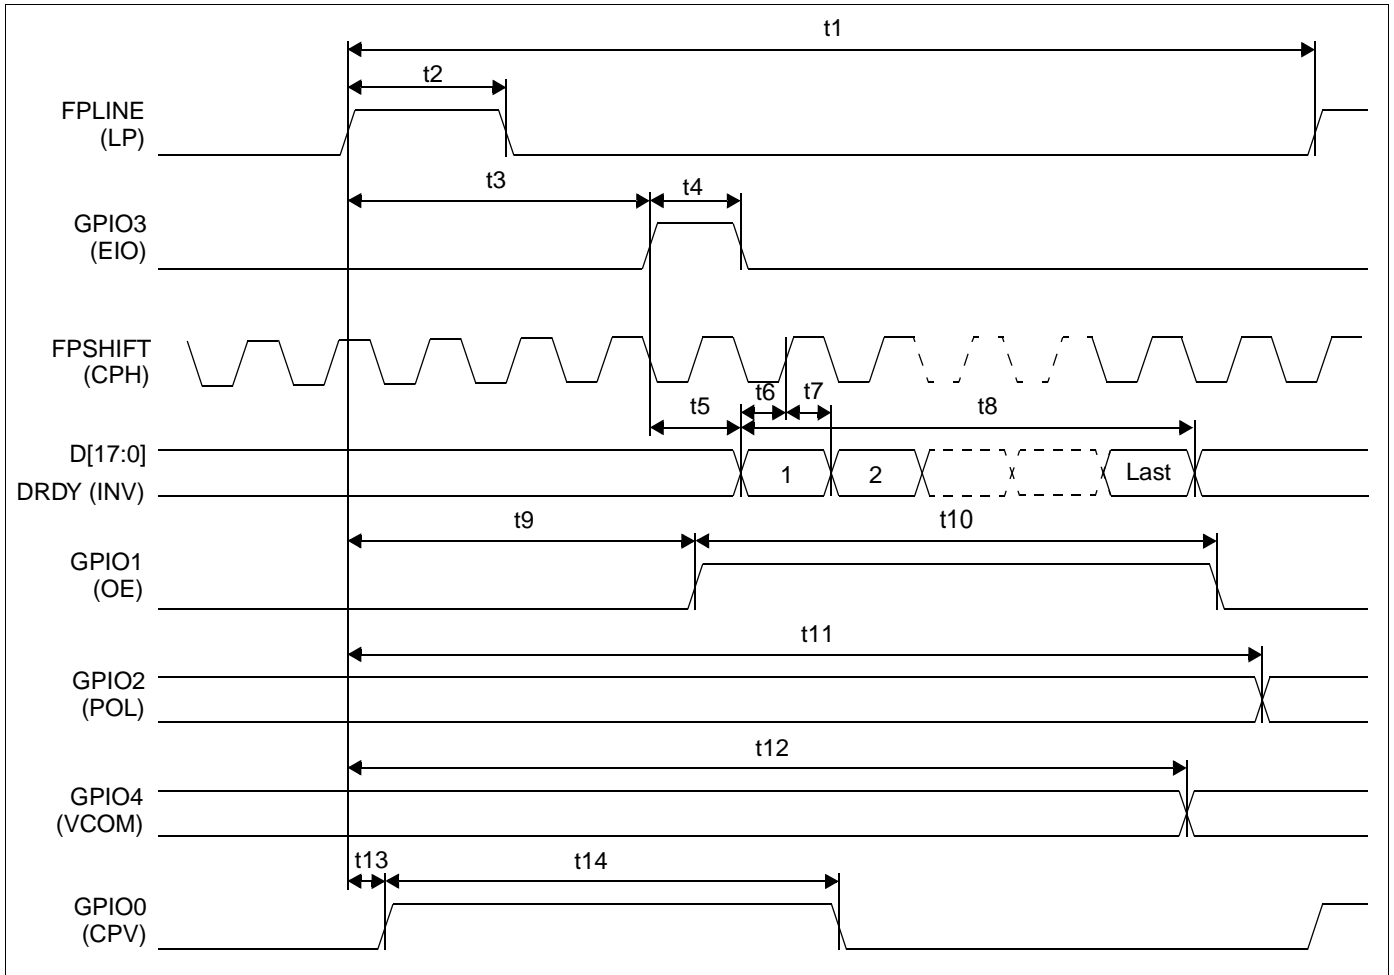 t1
t2
FPLINE
(LP)
t3
t4
GPIO3
(EIO)
FPSHIFT
(CPH)
t6
t7
t5
t8
D[17:0]
1
2
Last
DRDY (INV)
t9
t10
GPIO1
(OE)
t11
GPIO2
(POL)
t12
GPIO4
(VCOM)
t13
t14
GPIO0
(CPV)